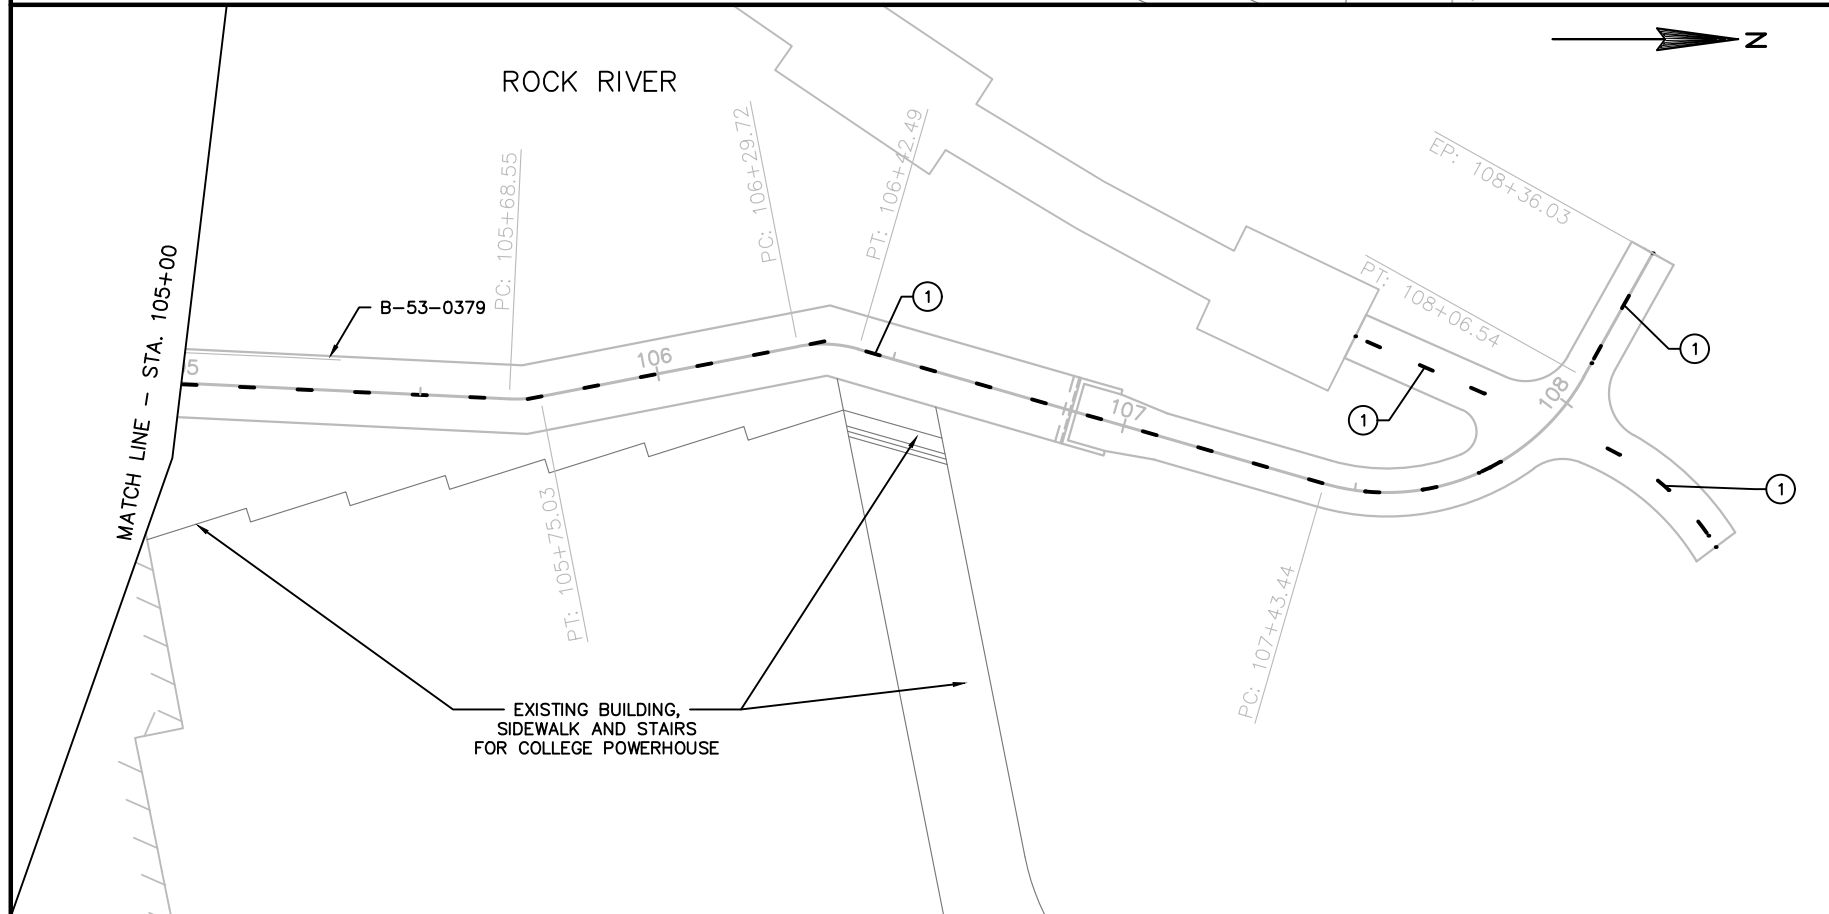 ROCK RIVER
N
MATCH LINE - STA. 105+00
B-53-0379
PC: 105+68.55
PC: 106+29.72
PT: 106+42.49
EP: 108+36.03
PT: 108+06.54
5
106
107
108
1
1
1
1
PT: 105+75.03
PC: 107+43.44
EXISTING BUILDING,
SIDEWALK AND STAIRS
FOR COLLEGE POWERHOUSE